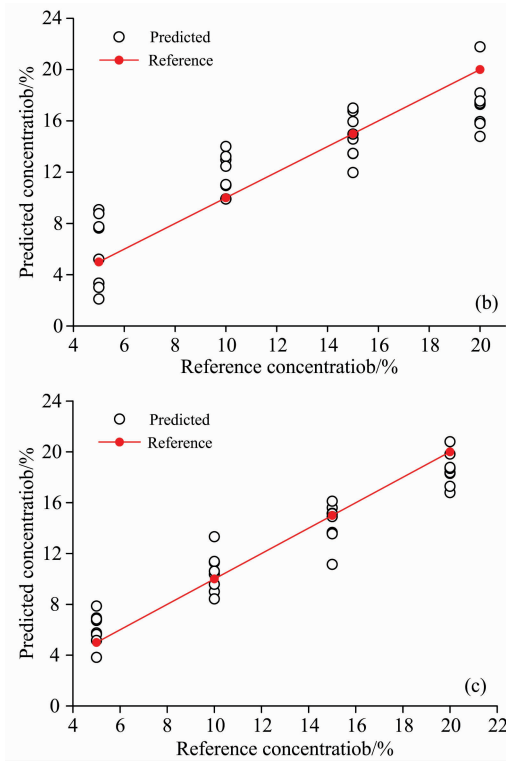 24
Predicted
20
Reference
16
12
8
4
0
Predicted concentratiob/%
(b)
4 6 8 10 12 14 16 18 20
Reference concentratiob/%
24
Predicted
Reference
20
16
12
8
4
0
Predicted concentratiob/%
(c)
4 6 8 10 12 14 16 18 20 22
Reference concentratiob/%